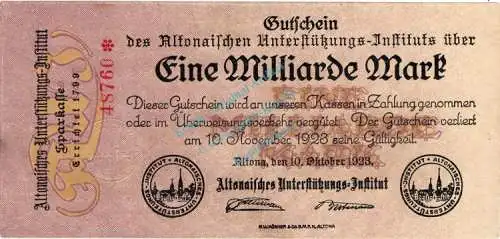 Altonaisches Unterstützungs-Institut
Sparkasse
Errichtet 1799
48760 *
Gutschein
des Altonaischen Unterstützungs-Instituts über
Eine Milliarde Mark
Dieser Gutschein wird an unseren Kassen in Zahlung genommen
oder im Überweisungsverkehr vergütet. Der Gutschein verliert
am 10. November 1923 seine Gültigkeit.
Altona, den 10. Oktober 1923.
Altonaisches Unterstützungs-Institut